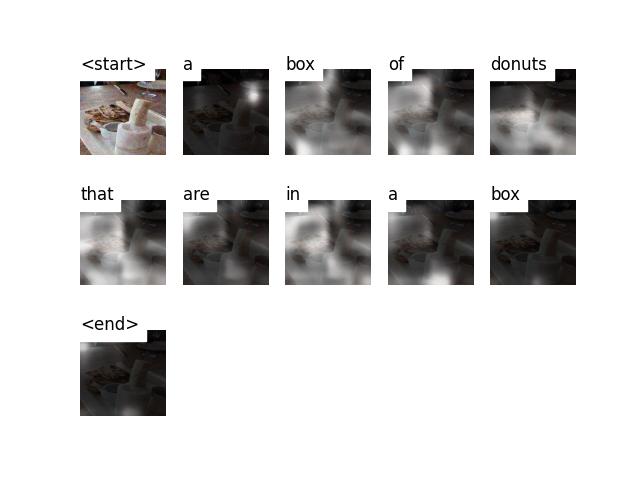 <start> a box of donuts
that are in a box
<end>